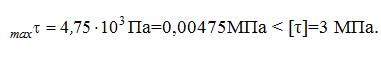 maxτ = 4,75·10³ Па=0,00475МПа < [τ]=3 МПа.